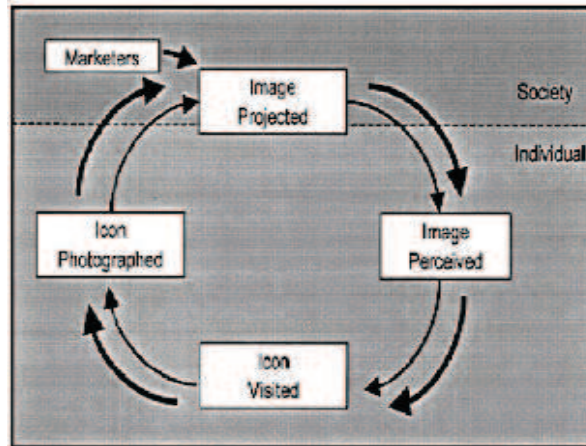 Marketers
Image
Projected
Society
Individual
Icon
Photographed
Image
Perceived
Icon
Visited